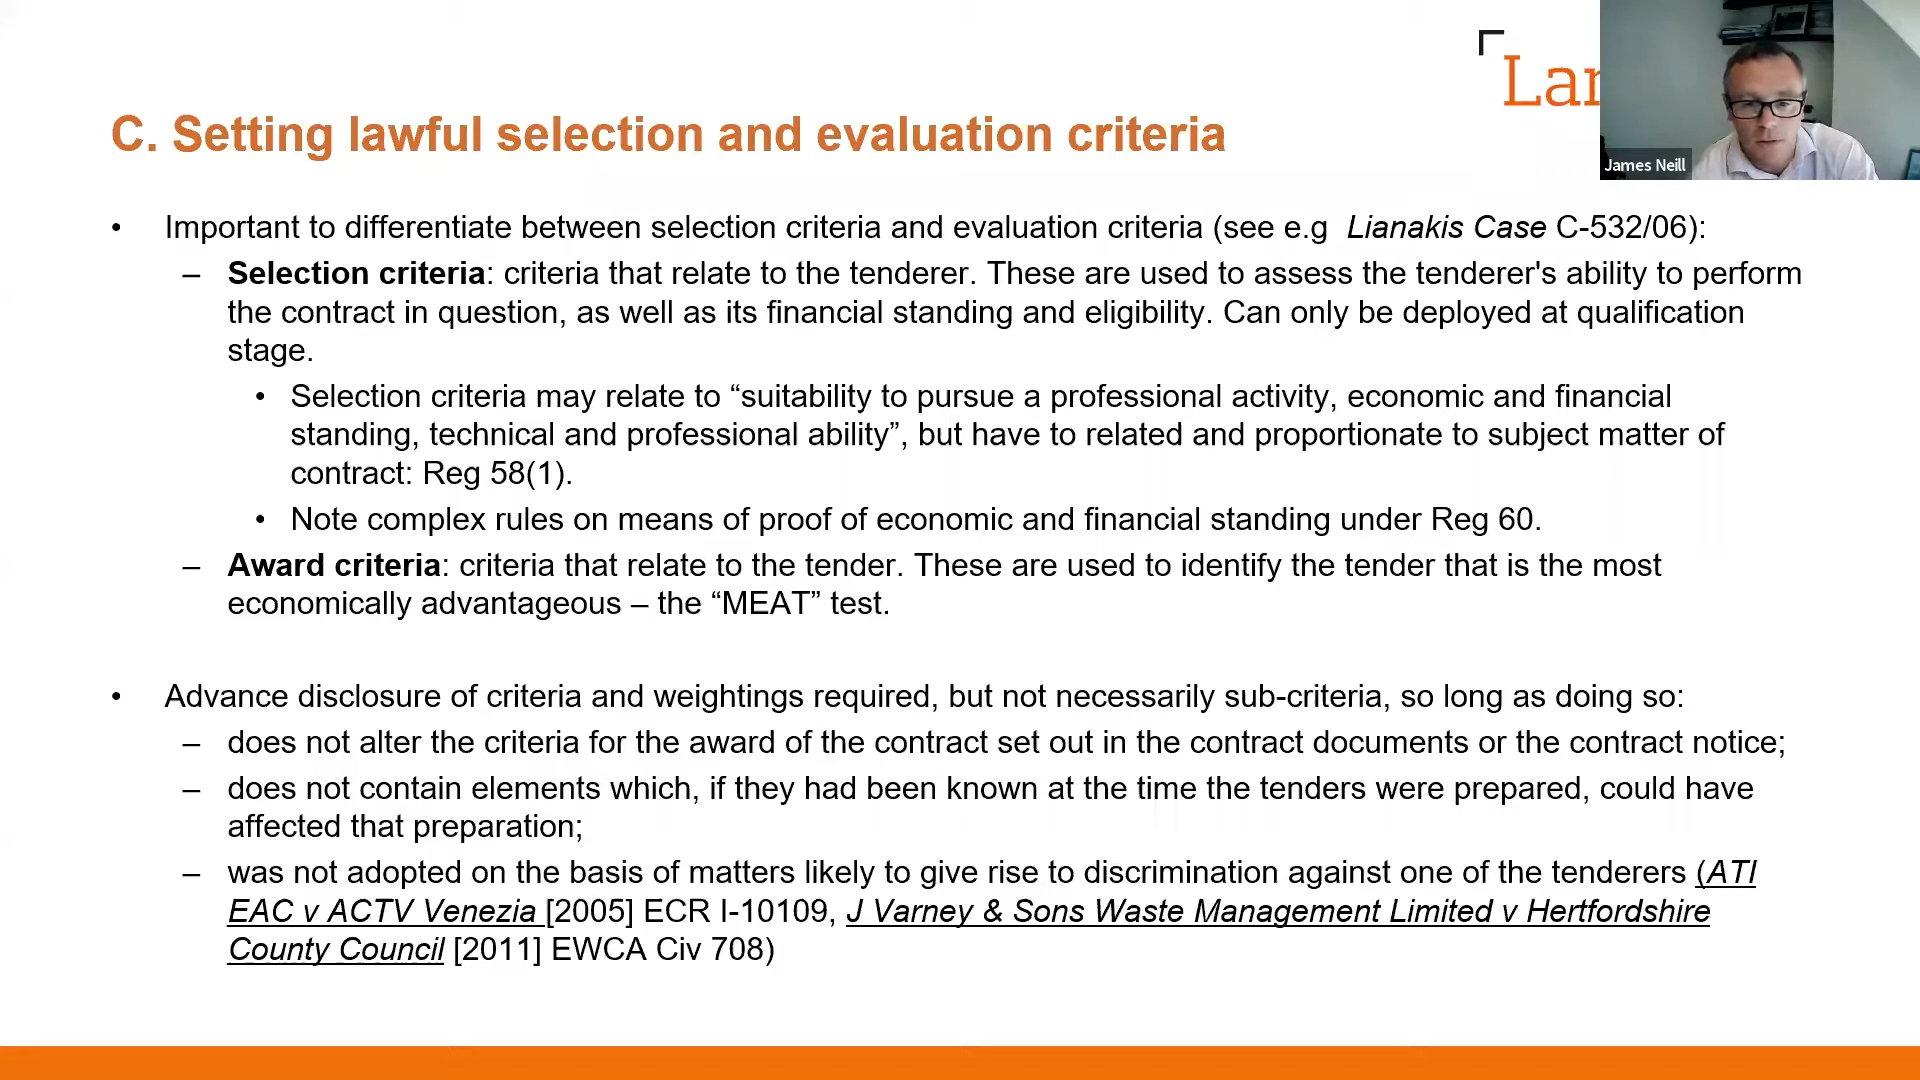 Lan
James Neill
C. Setting lawful selection and evaluation criteria
• Important to differentiate between selection criteria and evaluation criteria (see e.g Lianakis Case C-532/06):
– Selection criteria: criteria that relate to the tenderer. These are used to assess the tenderer's ability to perform
the contract in question, as well as its financial standing and eligibility. Can only be deployed at qualification
stage.
• Selection criteria may relate to “suitability to pursue a professional activity, economic and financial
standing, technical and professional ability”, but have to related and proportionate to subject matter of
contract: Reg 58(1).
• Note complex rules on means of proof of economic and financial standing under Reg 60.
– Award criteria: criteria that relate to the tender. These are used to identify the tender that is the most
economically advantageous – the “MEAT” test.
• Advance disclosure of criteria and weightings required, but not necessarily sub-criteria, so long as doing so:
– does not alter the criteria for the award of the contract set out in the contract documents or the contract notice;
– does not contain elements which, if they had been known at the time the tenders were prepared, could have
affected that preparation;
– was not adopted on the basis of matters likely to give rise to discrimination against one of the tenderers (ATI
EAC v ACTV Venezia [2005] ECR I-10109, J Varney & Sons Waste Management Limited v Hertfordshire
County Council [2011] EWCA Civ 708)